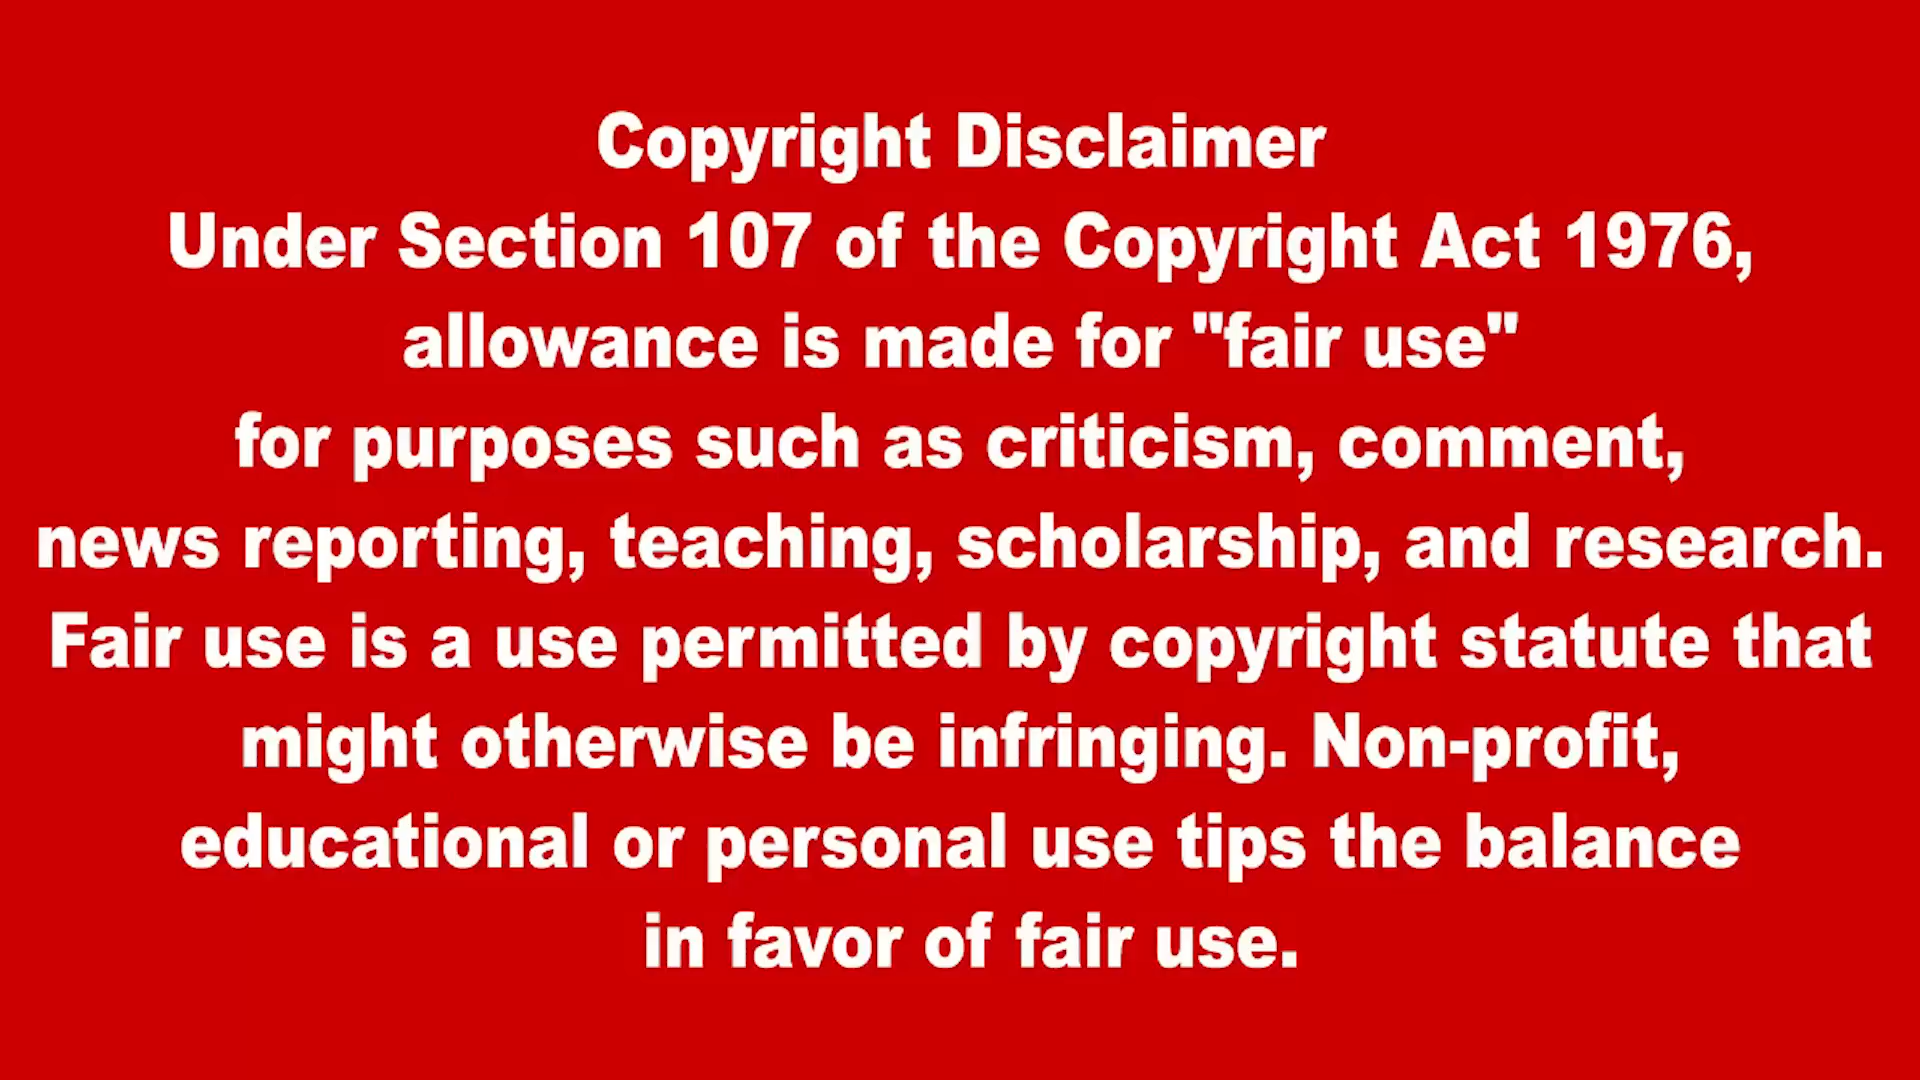 Copyright Disclaimer
Under Section 107 of the Copyright Act 1976,
allowance is made for "fair use"
for purposes such as criticism, comment,
news reporting, teaching, scholarship, and research.
Fair use is a use permitted by copyright statute that
might otherwise be infringing. Non-profit,
educational or personal use tips the balance
in favor of fair use.